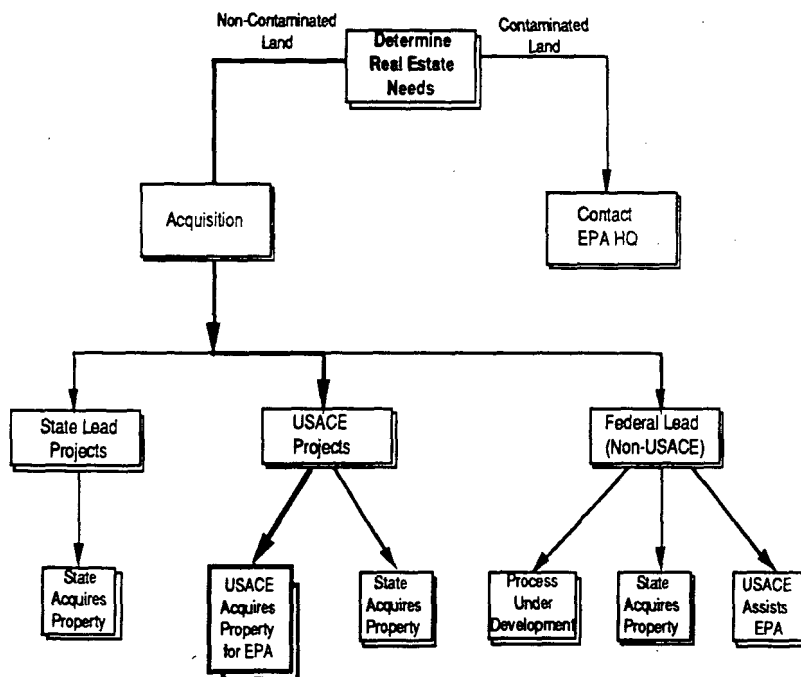 Non-Contaminated
Land
Determine
Real Estate
Needs
Contaminated
Land
Acquisition
Contact
EPA HQ
State Lead
Projects
USACE
Projects
Federal Lead
(Non-USACE)
State
Acquires
Property
USACE
Acquires
Property
for EPA
State
Acquires
Property
Process
Under
Development
State
Acquires
Property
USACE
Assists
EPA